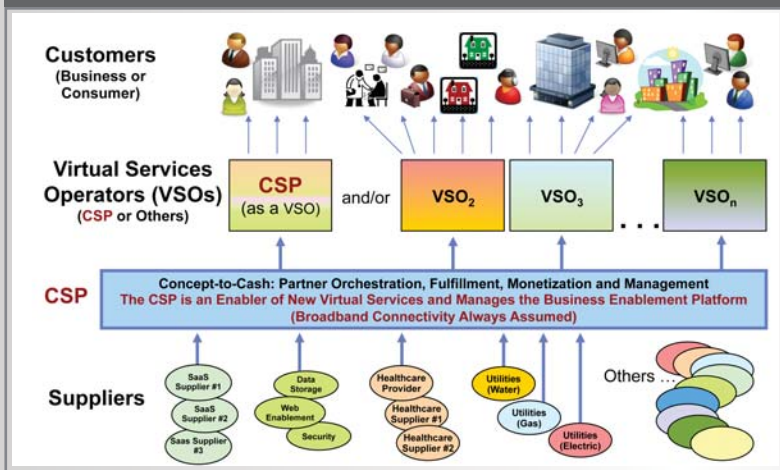 Customers
(Business or
Consumer)
Virtual Services
Operators (VSOs)
(CSP or Others)
CSP
(as a VSO)
and/or
VSO₂
VSO₃
. . .
VSOₙ
CSP
Concept-to-Cash: Partner Orchestration, Fulfillment, Monetization and Management
The CSP is an Enabler of New Virtual Services and Manages the Business Enablement Platform
(Broadband Connectivity Always Assumed)
Suppliers
SaaS
Supplier #1
SaaS
Supplier #2
Saas Supplier
#3
Data
Storage
Web
Enablement
Security
Healthcare
Provider
Healthcare
Supplier #1
Healthcare
Supplier #2
Utilities
(Water)
Utilities
(Gas)
Utilities
(Electric)
Others ...